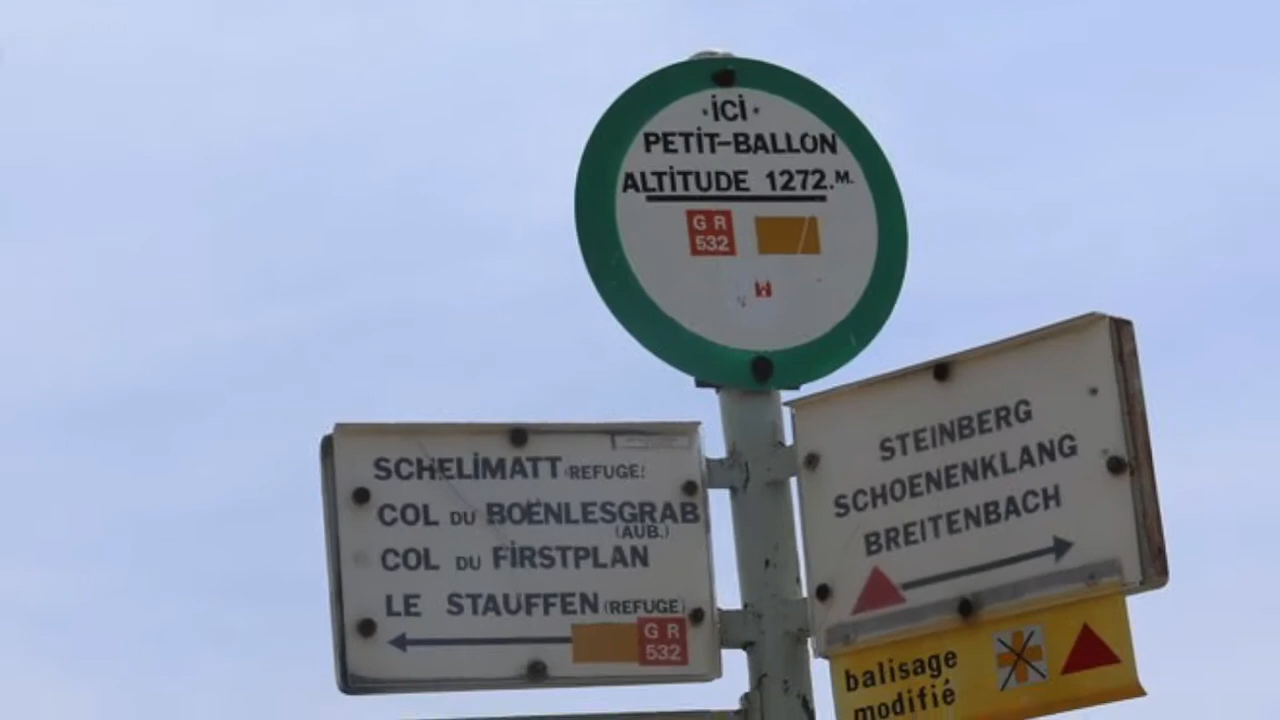 ·ICI·
PETIT-BALLON
ALTITUDE 1272.M.
GR
532
SCHELIMATT (REFUGE)
COL DU BOËNLESGRAB
(AUB.)
COL DU FIRSTPLAN
LE STAUFFEN (REFUGE)
GR
532
STEINBERG
SCHOENENKLANG
BREITENBACH
balisage
modifié